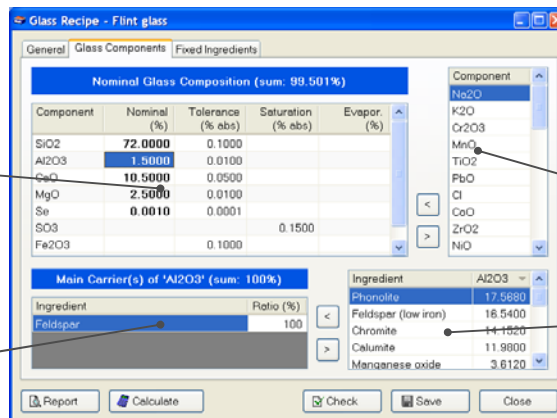 Glass Recipe - Flint glass
General Glass Components Fixed Ingredients
Nominal Glass Composition (sum: 99.501%)
Component Nominal (%) Tolerance (% abs) Saturation (% abs) Evapor. (%)
SiO2 72.0000 0.1000
Al2O3 1.5000 0.0100
CaO 10.5000 0.0500
MgO 2.5000 0.0100
Se 0.0010 0.0001
SO3 0.1500
Fe2O3 0.1000
Component
Na2O
K2O
Cr2O3
MnO
TiO2
PbO
Cl
CoO
ZrO2
NiO
<
>
Main Carrier(s) of 'Al2O3' (sum: 100%)
Ingredient Ratio (%)
Feldspar 100
<
>
Ingredient Al2O3
Phonolite 17.5680
Feldspar (low iron) 16.5400
Chromite 14.1520
Calumite 11.9800
Manganese oxide 3.6120
Report Calculate Check Save Close